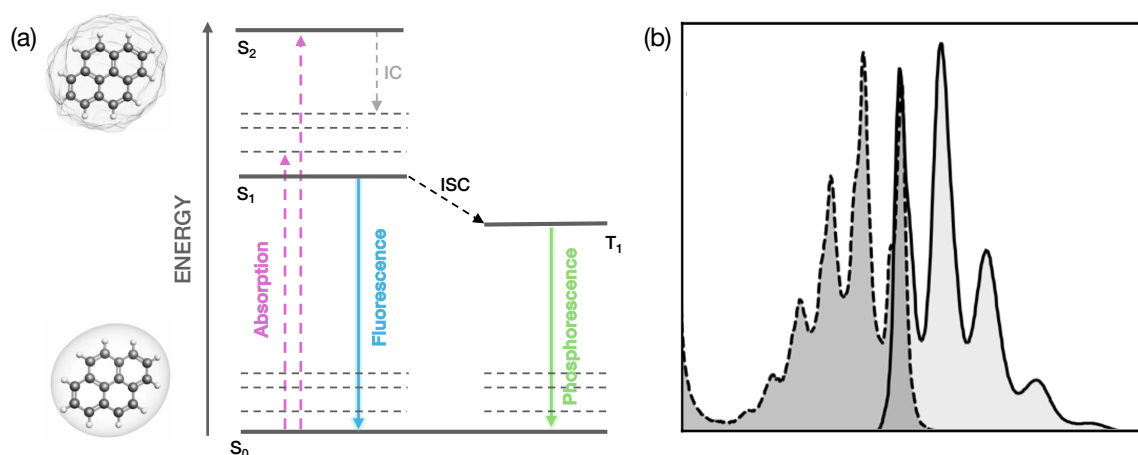 (a)
ENERGY
S2
IC
S1
ISC
T1
Absorption
Fluorescence
Phosphorescence
S0
(b)